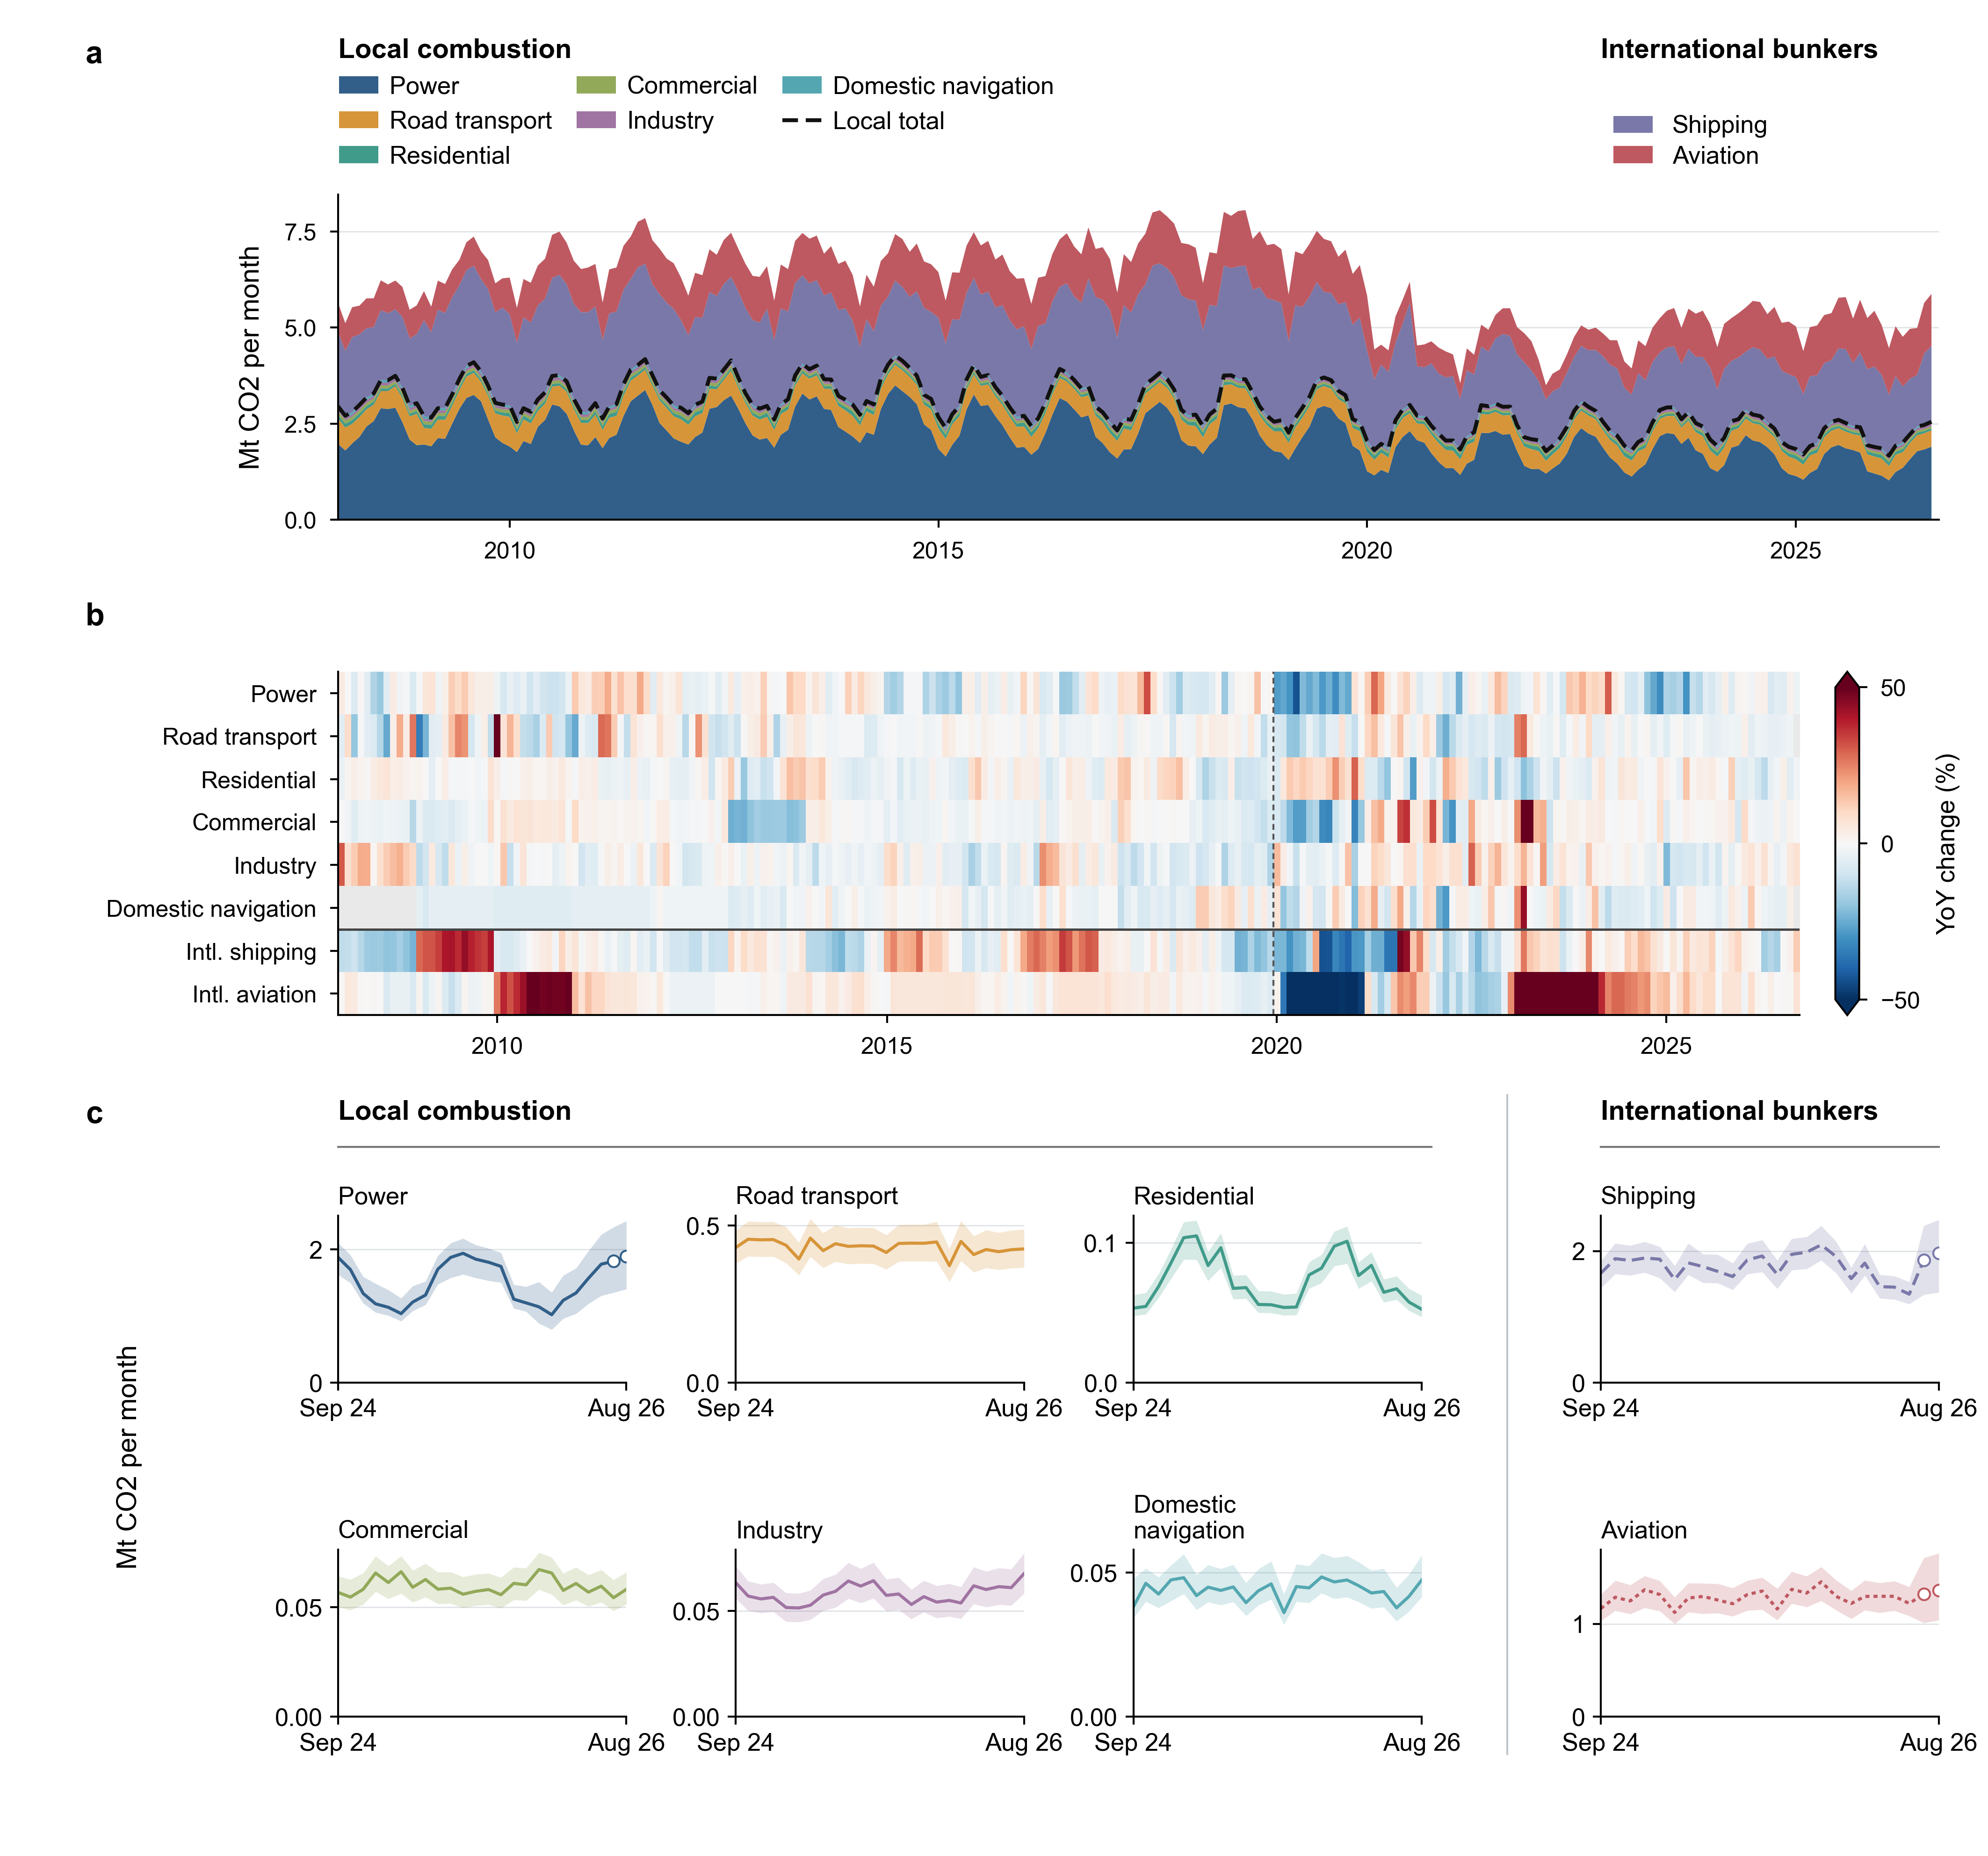 a
Local combustion
Power
Road transport
Residential
Commercial
Industry
Domestic navigation
Local total
International bunkers
Shipping
Aviation
Mt CO2 per month
7.5
5.0
2.5
0.0
2010
2015
2020
2025
b
Power
Road transport
Residential
Commercial
Industry
Domestic navigation
Intl. shipping
Intl. aviation
2010
2015
2020
2025
50
0
−50
YoY change (%)
c
Local combustion
International bunkers
Mt CO2 per month
Power
2
0
Sep 24
Aug 26
Road transport
0.5
0.0
Sep 24
Aug 26
Residential
0.1
0.0
Sep 24
Aug 26
Shipping
2
0
Sep 24
Aug 26
Commercial
0.05
0.00
Sep 24
Aug 26
Industry
0.05
0.00
Sep 24
Aug 26
Domestic
navigation
0.05
0.00
Sep 24
Aug 26
Aviation
1
0
Sep 24
Aug 26